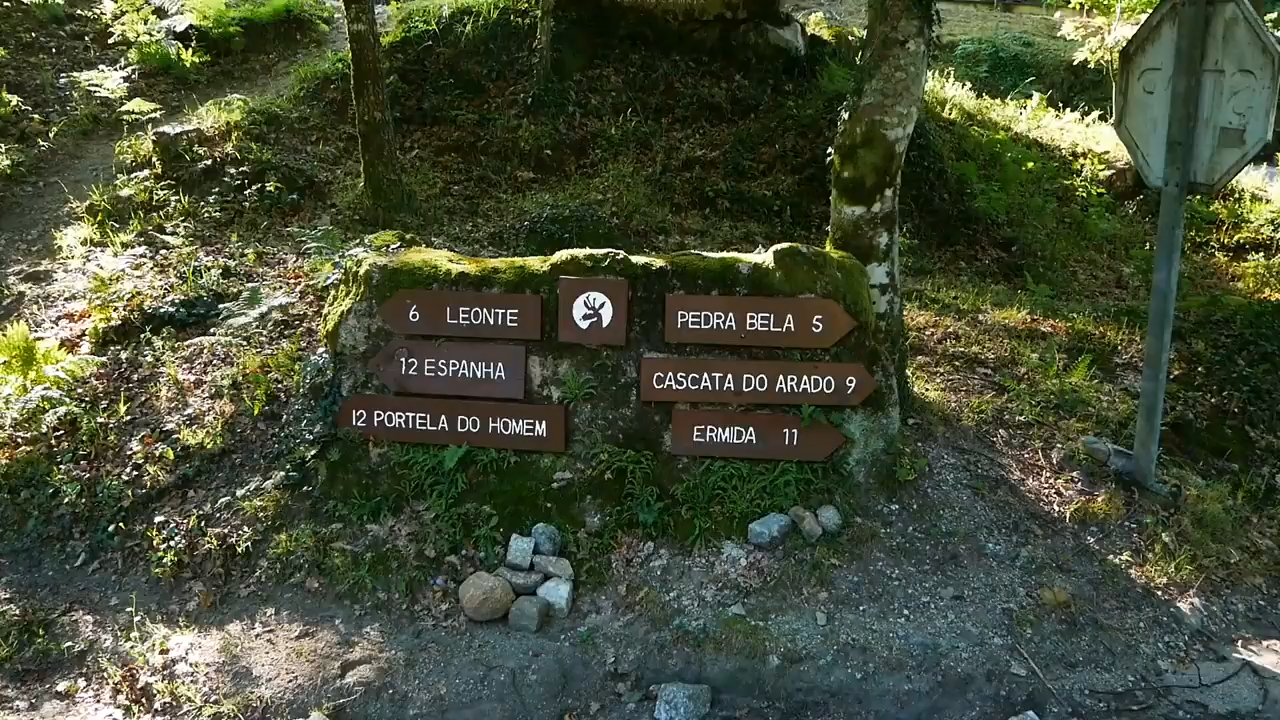 6 LEONTE
12 ESPANHA
12 PORTELA DO HOMEM
PEDRA BELA 5
CASCATA DO ARADO 9
ERMIDA 11